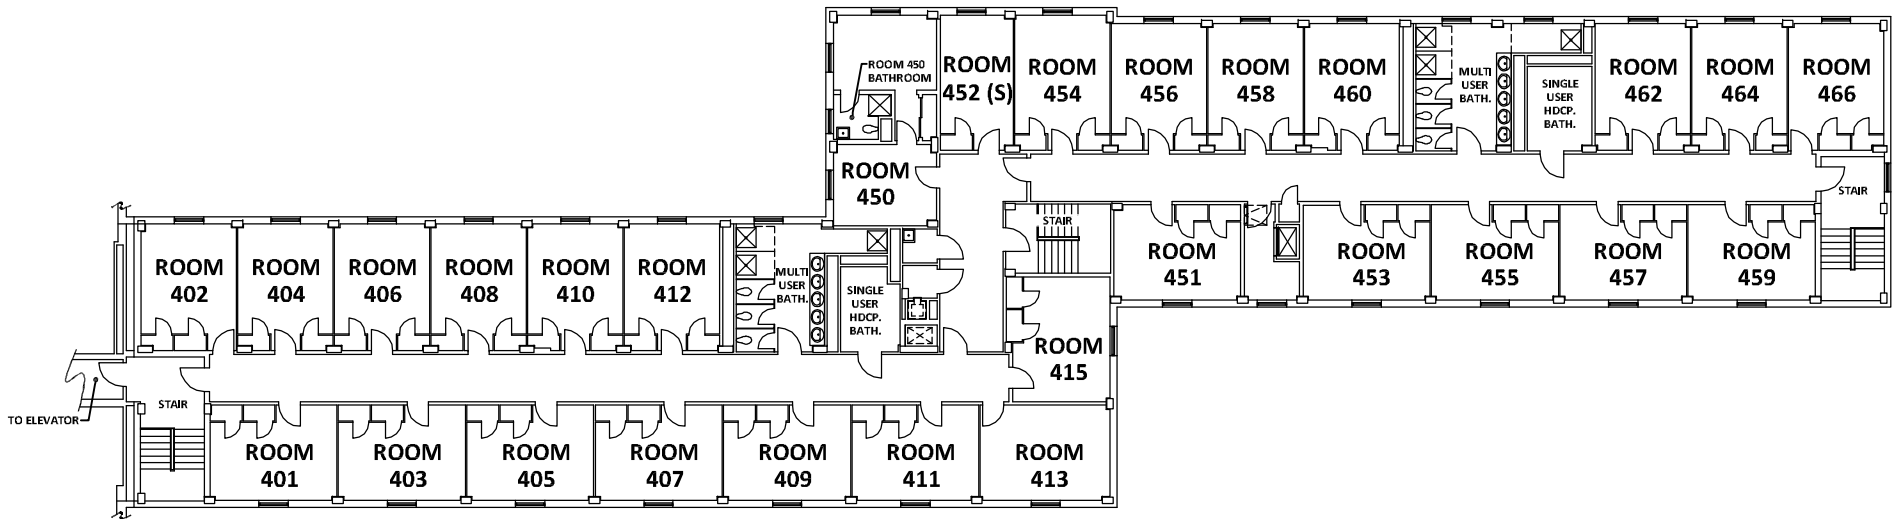 ROOM 450
BATHROOM
ROOM
452 (S)
ROOM
454
ROOM
456
ROOM
458
ROOM
460
MULTI
USER
BATH.
SINGLE
USER
HDCP.
BATH.
ROOM
462
ROOM
464
ROOM
466
ROOM
450
STAIR
STAIR
ROOM
402
ROOM
404
ROOM
406
ROOM
408
ROOM
410
ROOM
412
MULTI
USER
BATH.
SINGLE
USER
HDCP.
BATH.
ROOM
451
ROOM
453
ROOM
455
ROOM
457
ROOM
459
ROOM
415
STAIR
TO ELEVATOR
ROOM
401
ROOM
403
ROOM
405
ROOM
407
ROOM
409
ROOM
411
ROOM
413